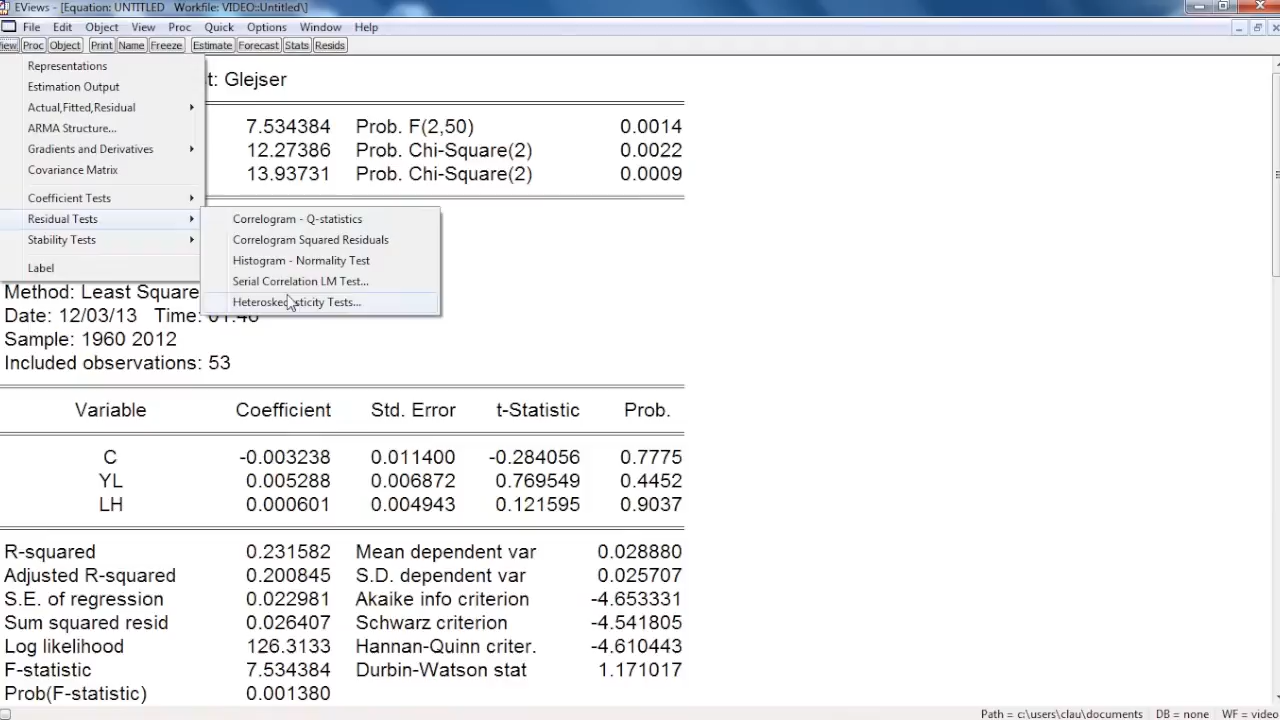 EViews - [Equation: UNTITLED Workfile: VIDEO::Untitled\]
File Edit Object View Proc Quick Options Window Help
Proc Object Print Name Freeze Estimate Forecast Stats Resids
Representations
Estimation Output
Actual,Fitted,Residual
ARMA Structure...
Gradients and Derivatives
Covariance Matrix
Coefficient Tests
Residual Tests
Stability Tests
Label
Correlogram - Q-statistics
Correlogram Squared Residuals
Histogram - Normality Test
Serial Correlation LM Test...
Heteroskedasticity Tests...
t: Glejser
7.534384 Prob. F(2,50) 0.0014
12.27386 Prob. Chi-Square(2) 0.0022
13.93731 Prob. Chi-Square(2) 0.0009
Method: Least Square
Date: 12/03/13 Time:
Sample: 1960 2012
Included observations: 53
Variable Coefficient Std. Error t-Statistic Prob.
C -0.003238 0.011400 -0.284056 0.7775
YL 0.005288 0.006872 0.769549 0.4452
LH 0.000601 0.004943 0.121595 0.9037
R-squared 0.231582 Mean dependent var 0.028880
Adjusted R-squared 0.200845 S.D. dependent var 0.025707
S.E. of regression 0.022981 Akaike info criterion -4.653331
Sum squared resid 0.026407 Schwarz criterion -4.541805
Log likelihood 126.3133 Hannan-Quinn criter. -4.610443
F-statistic 7.534384 Durbin-Watson stat 1.171017
Prob(F-statistic) 0.001380
Path = c:\users\clau\documents DB = none WF = video